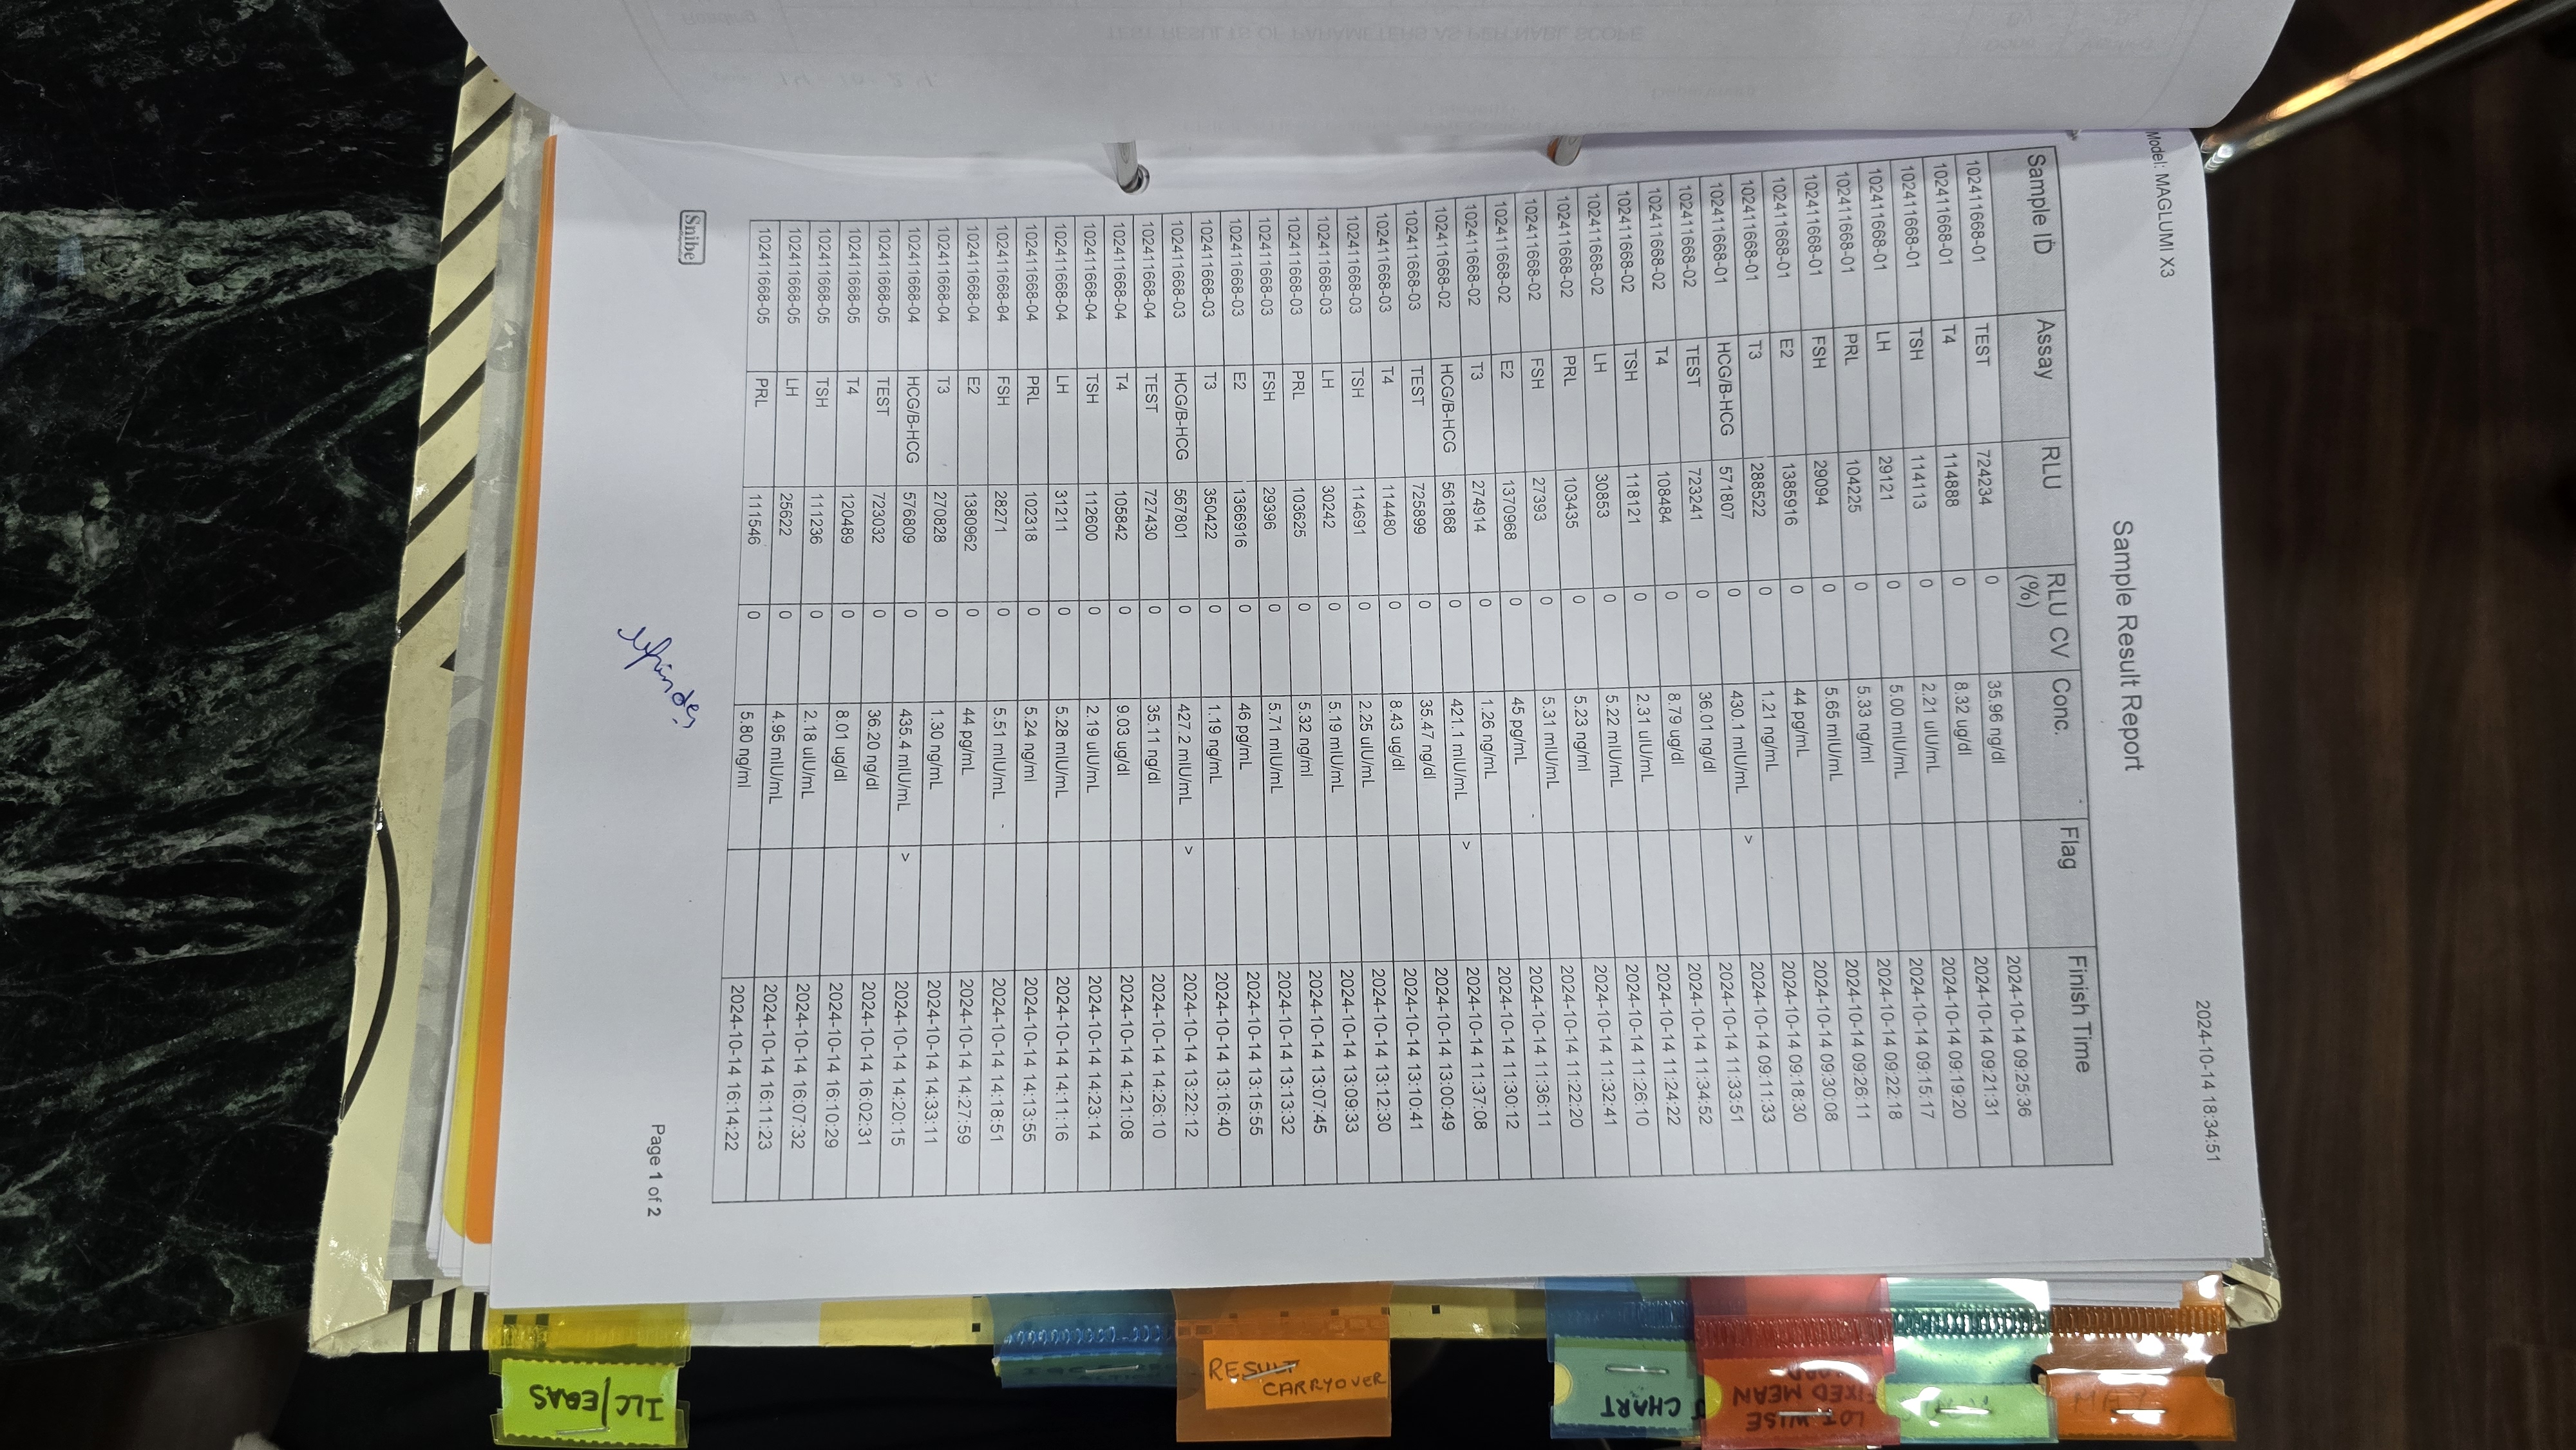 2024-10-14 18:34:51
Model: MAGLUMI X3
Sample Result Report
Sample ID Assay RLU RLU CV (%) Conc. Flag Finish Time
102411668-01 TEST 724234 0 35.96 ng/dl 2024-10-14 09:25:36
102411668-01 T4 114888 0 8.32 ug/dl 2024-10-14 09:21:31
102411668-01 TSH 114113 0 2.21 uIU/mL 2024-10-14 09:19:20
102411668-01 LH 29121 0 5.00 mIU/mL 2024-10-14 09:15:17
102411668-01 PRL 104225 0 5.33 ng/ml 2024-10-14 09:22:18
102411668-01 FSH 29094 0 5.65 mIU/mL 2024-10-14 09:26:11
102411668-01 E2 1385916 0 44 pg/mL 2024-10-14 09:30:08
102411668-01 T3 288522 0 1.21 ng/mL 2024-10-14 09:18:30
102411668-01 HCG/B-HCG 571807 0 430.1 mIU/mL < 2024-10-14 09:11:33
102411668-02 TEST 723241 0 36.01 ng/dl 2024-10-14 11:33:51
102411668-02 T4 108484 0 8.79 ug/dl 2024-10-14 11:34:52
102411668-02 TSH 118121 0 2.31 uIU/mL 2024-10-14 11:24:22
102411668-02 LH 30853 0 5.22 mIU/mL 2024-10-14 11:26:10
102411668-02 PRL 103435 0 5.23 ng/ml 2024-10-14 11:32:41
102411668-02 FSH 27393 0 5.31 mIU/mL 2024-10-14 11:22:20
102411668-02 E2 1370968 0 45 pg/mL 2024-10-14 11:36:11
102411668-02 T3 274914 0 1.26 ng/mL 2024-10-14 11:30:12
102411668-02 HCG/B-HCG 561868 0 421.1 mIU/mL < 2024-10-14 11:37:08
102411668-03 TEST 725899 0 35.47 ng/dl 2024-10-14 13:00:49
102411668-03 T4 114480 0 8.43 ug/dl 2024-10-14 13:10:41
102411668-03 TSH 114691 0 2.25 uIU/mL 2024-10-14 13:12:30
102411668-03 LH 30242 0 5.19 mIU/mL 2024-10-14 13:09:33
102411668-03 PRL 103625 0 5.32 ng/ml 2024-10-14 13:07:45
102411668-03 FSH 29396 0 5.71 mIU/mL 2024-10-14 13:13:32
102411668-03 E2 1366916 0 46 pg/mL 2024-10-14 13:15:55
102411668-03 T3 350422 0 1.19 ng/mL 2024-10-14 13:16:40
102411668-03 HCG/B-HCG 567801 0 427.2 mIU/mL < 2024-10-14 13:22:12
102411668-04 TEST 727430 0 35.11 ng/dl 2024-10-14 14:26:10
102411668-04 T4 105842 0 9.03 ug/dl 2024-10-14 14:21:08
102411668-04 TSH 112600 0 2.19 uIU/mL 2024-10-14 14:23:14
102411668-04 LH 31211 0 5.28 mIU/mL 2024-10-14 14:11:16
102411668-04 PRL 102318 0 5.24 ng/ml 2024-10-14 14:13:55
102411668-04 FSH 28271 0 5.51 mIU/mL 2024-10-14 14:18:51
102411668-04 E2 1380962 0 44 pg/mL 2024-10-14 14:27:59
102411668-04 T3 270828 0 1.30 ng/mL 2024-10-14 14:33:11
102411668-04 HCG/B-HCG 576809 0 435.4 mIU/mL < 2024-10-14 14:20:15
102411668-05 TEST 723032 0 36.20 ng/dl 2024-10-14 16:02:31
102411668-05 T4 120489 0 8.01 ug/dl 2024-10-14 16:10:29
102411668-05 TSH 111236 0 2.18 uIU/mL 2024-10-14 16:07:32
102411668-05 LH 25622 0 4.95 mIU/mL 2024-10-14 16:11:23
102411668-05 PRL 111546 0 5.80 ng/ml 2024-10-14 16:14:22
Snibe
Page 1 of 2
ILC/EQAS
RESULT
CARRYOVER
CHART
LOT WISE
FIXED MEAN